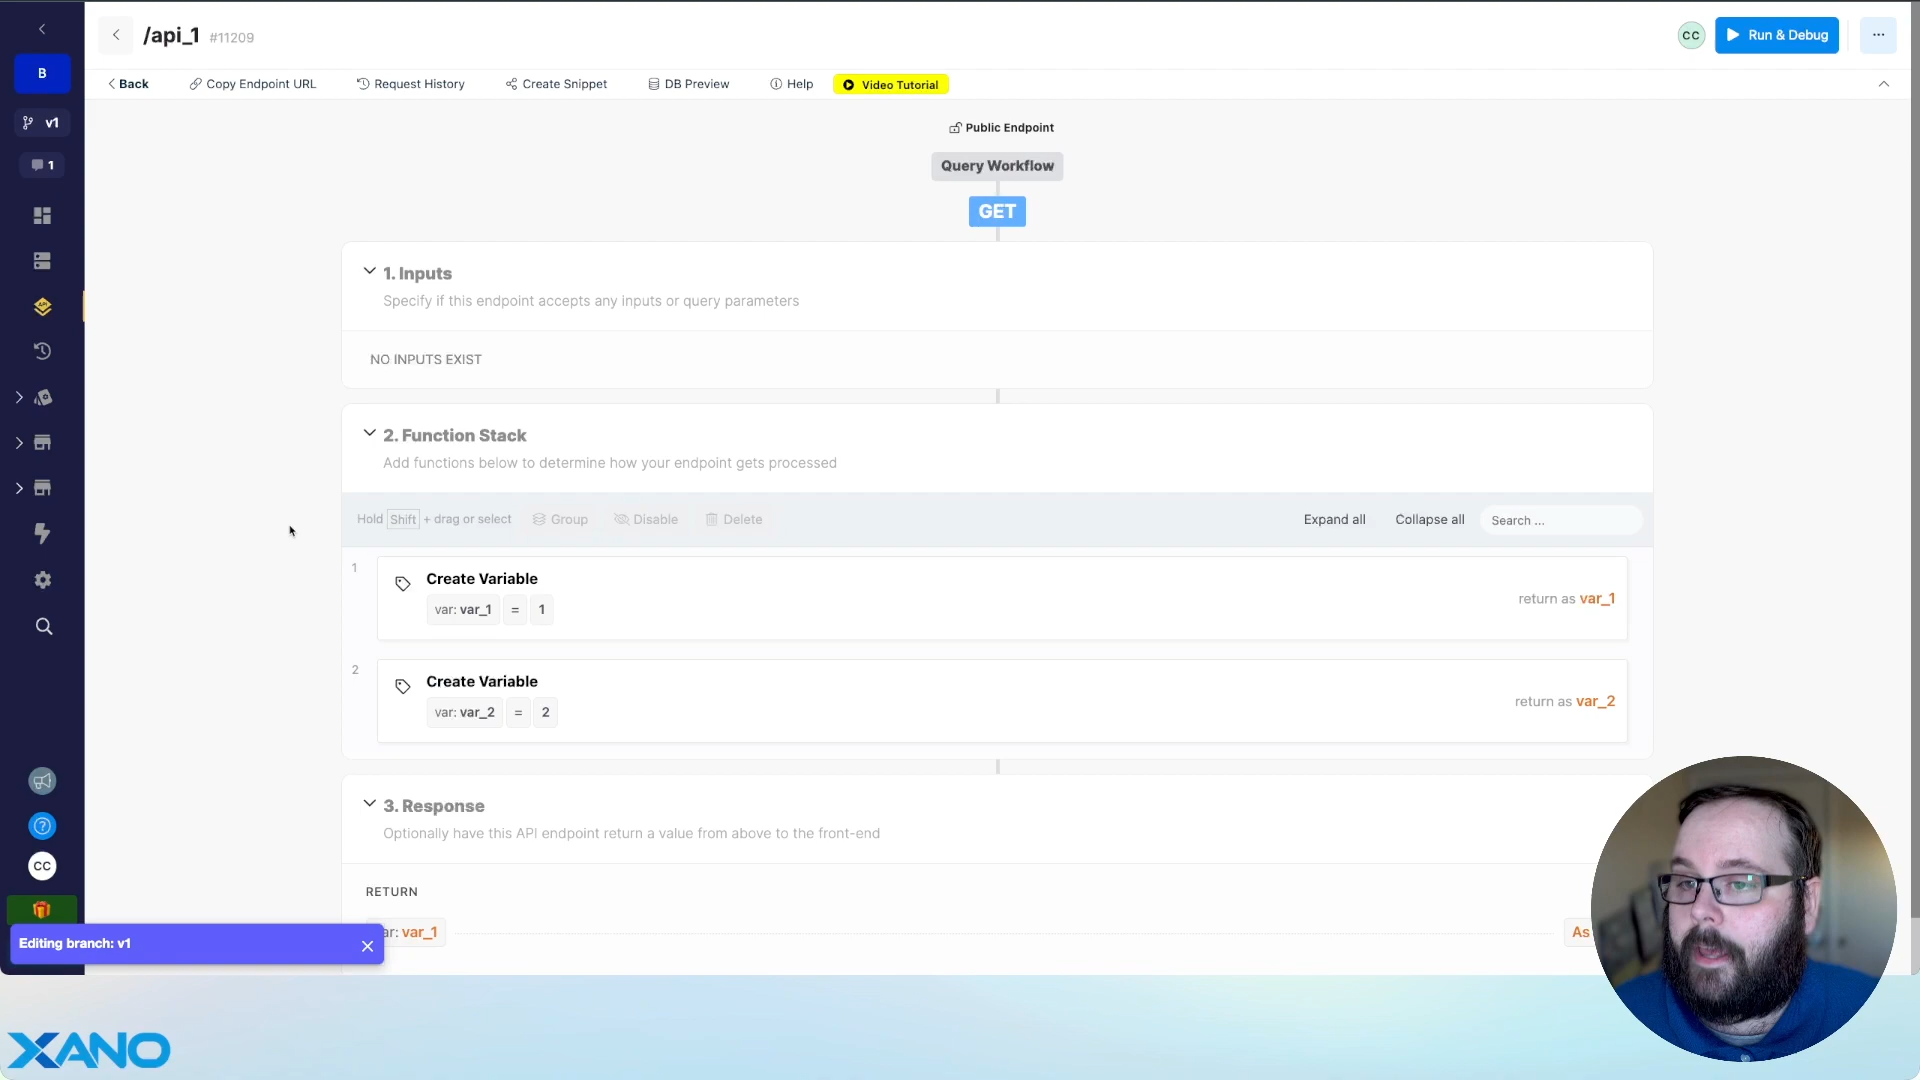 /api_1 #11209
CC
Run & Debug
B
Back
Copy Endpoint URL
Request History
Create Snippet
DB Preview
Help
Video Tutorial
v1
1
Public Endpoint
Query Workflow
GET
1. Inputs
Specify if this endpoint accepts any inputs or query parameters
NO INPUTS EXIST
2. Function Stack
Add functions below to determine how your endpoint gets processed
Hold Shift + drag or select
Group
Disable
Delete
Expand all
Collapse all
Search ...
1
Create Variable
var: var_1 = 1
return as var_1
2
Create Variable
var: var_2 = 2
return as var_2
3. Response
Optionally have this API endpoint return a value from above to the front-end
RETURN
ar: var_1
As
CC
Editing branch: v1
XANO